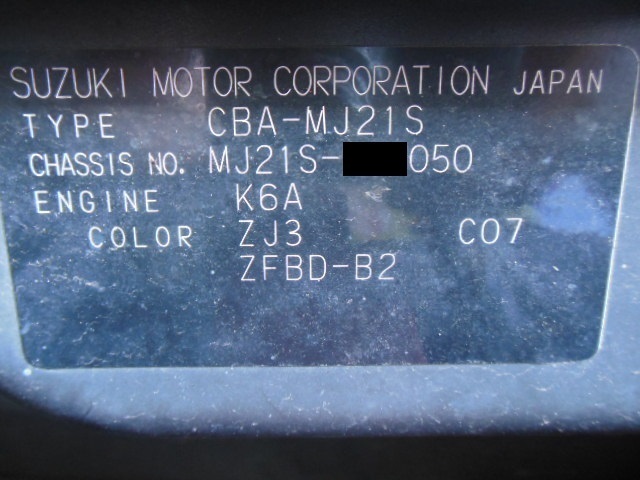 SUZUKI MOTOR CORPORATION JAPAN
TYPE CBA-MJ21S
CHASSIS NO. MJ21S-050
ENGINE K6A
COLOR ZJ3 C07
ZFBD-B2